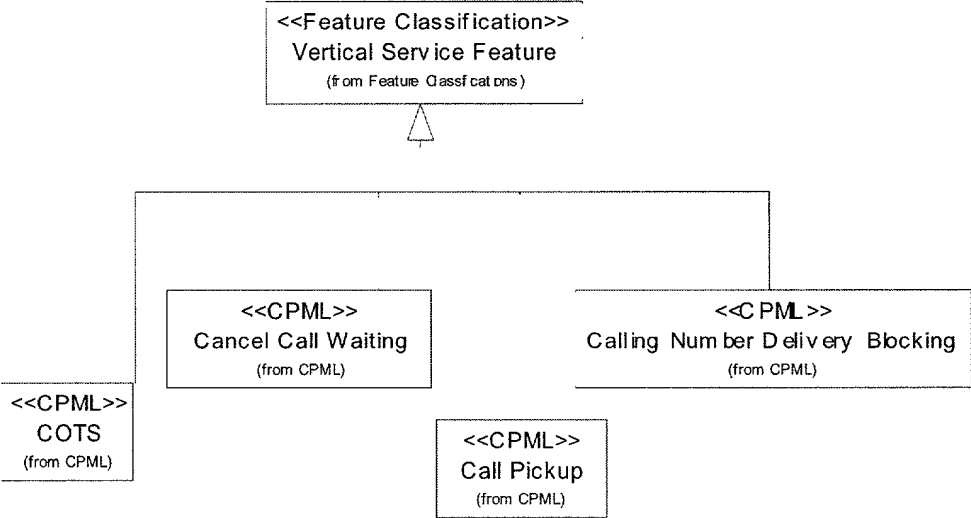 <<Feature Classification>>
Vertical Service Feature
(from Feature Classfications)
<<CPML>>
Cancel Call Waiting
(from CPML)
<<CPML>>
Calling Number Delivery Blocking
(from CPML)
<<CPML>>
COTS
(from CPML)
<<CPML>>
Call Pickup
(from CPML)